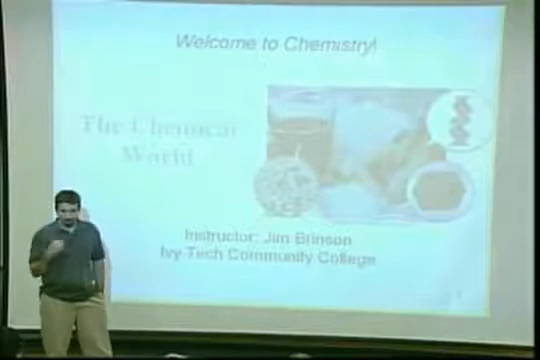 Welcome to Chemistry!
The Chemical
World
Instructor: Jim Brinson
Ivy Tech Community College